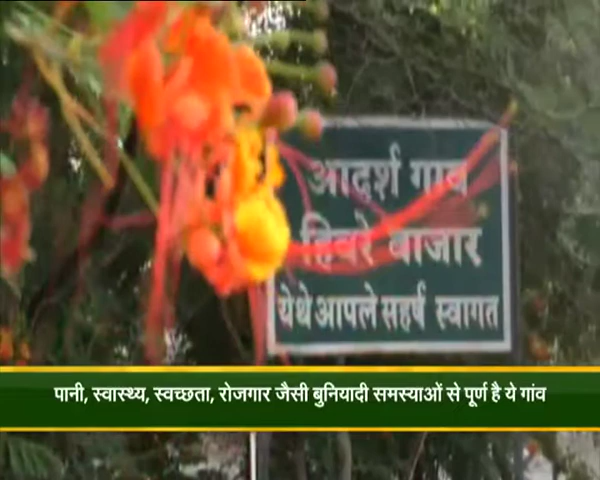 आदर्श गाव
हिवरे बाजार
येथे आपले सहर्ष स्वागत
पानी, स्वास्थ्य, स्वच्छता, रोजगार जैसी बुनियादी समस्याओं से पूर्ण है ये गांव